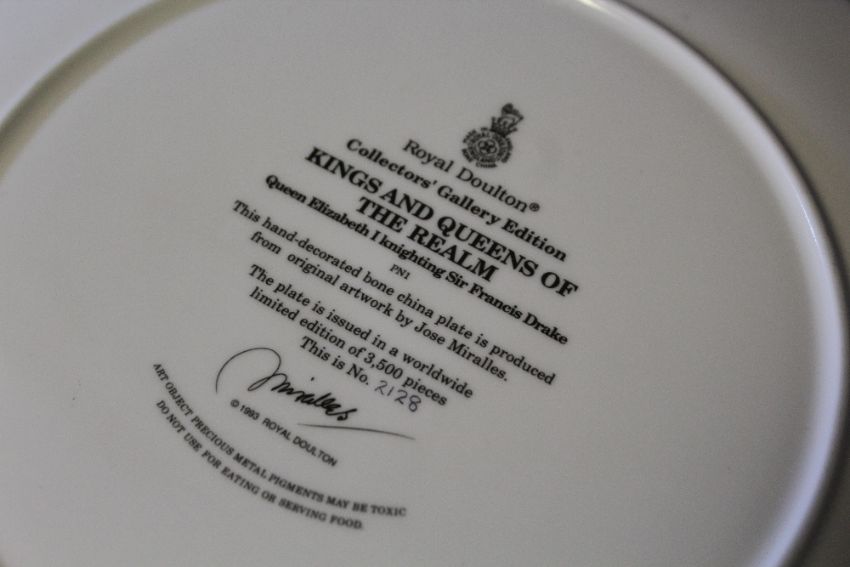 Royal Doulton®
Collectors' Gallery Edition
KINGS AND QUEENS OF
THE REALM
Queen Elizabeth I knighting Sir Francis Drake
PN1
This hand-decorated bone china plate is produced
from original artwork by Jose Miralles.
The plate is issued in a worldwide
limited edition of 3,500 pieces
This is No. 2128
Miralles
© 1993 ROYAL DOULTON
ART OBJECT PRECIOUS METAL PIGMENTS MAY BE TOXIC
DO NOT USE FOR EATING OR SERVING FOOD.